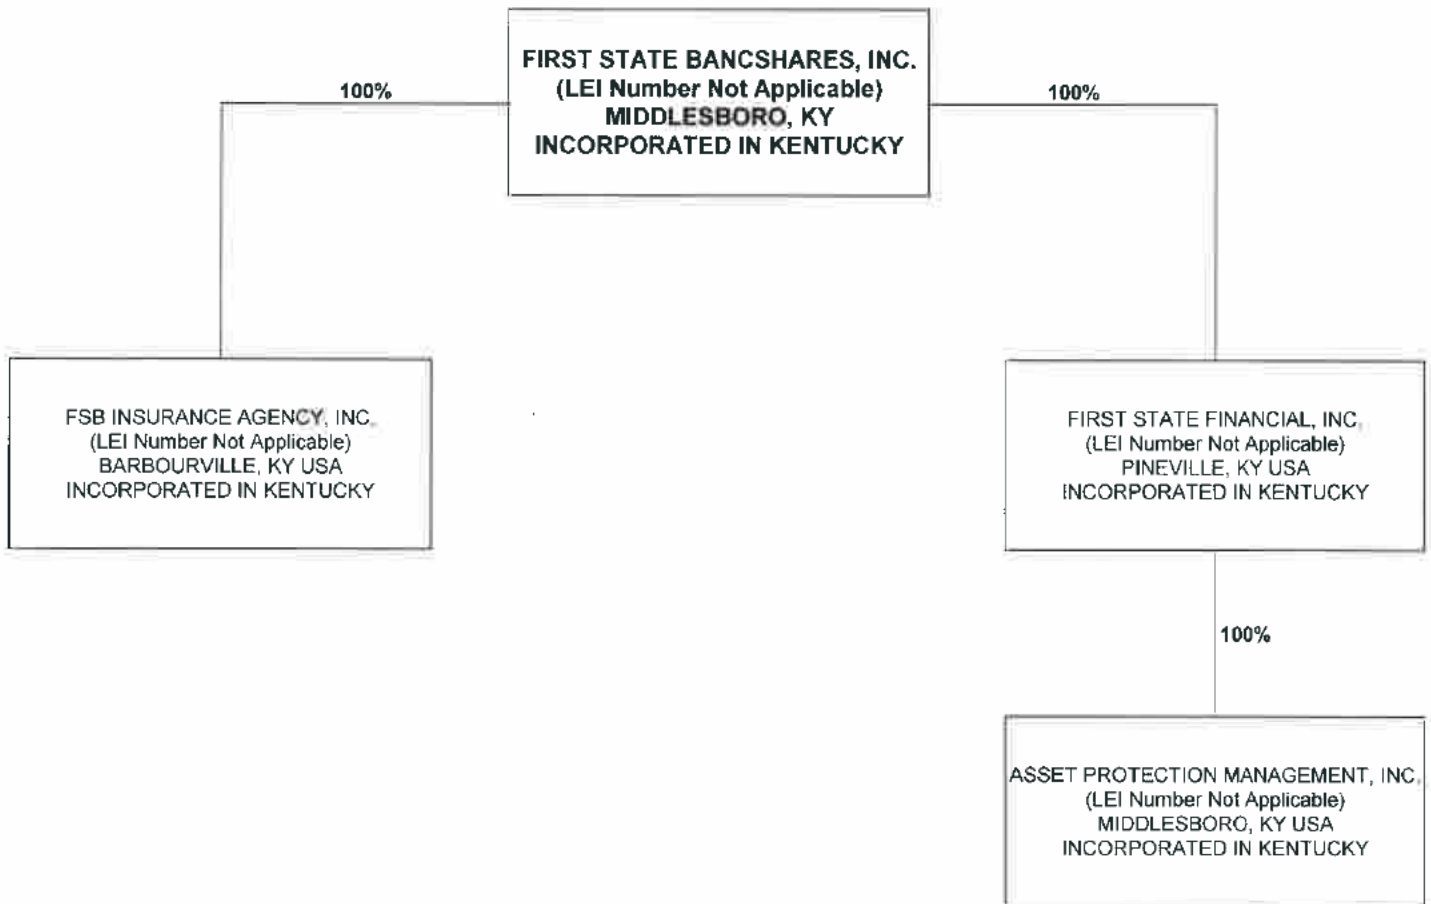 FIRST STATE BANCSHARES, INC.
(LEI Number Not Applicable)
MIDDLESBORO, KY
INCORPORATED IN KENTUCKY
100%
100%
FSB INSURANCE AGENCY, INC.
(LEI Number Not Applicable)
BARBOURVILLE, KY USA
INCORPORATED IN KENTUCKY
FIRST STATE FINANCIAL, INC.
(LEI Number Not Applicable)
PINEVILLE, KY USA
INCORPORATED IN KENTUCKY
100%
ASSET PROTECTION MANAGEMENT, INC.
(LEI Number Not Applicable)
MIDDLESBORO, KY USA
INCORPORATED IN KENTUCKY